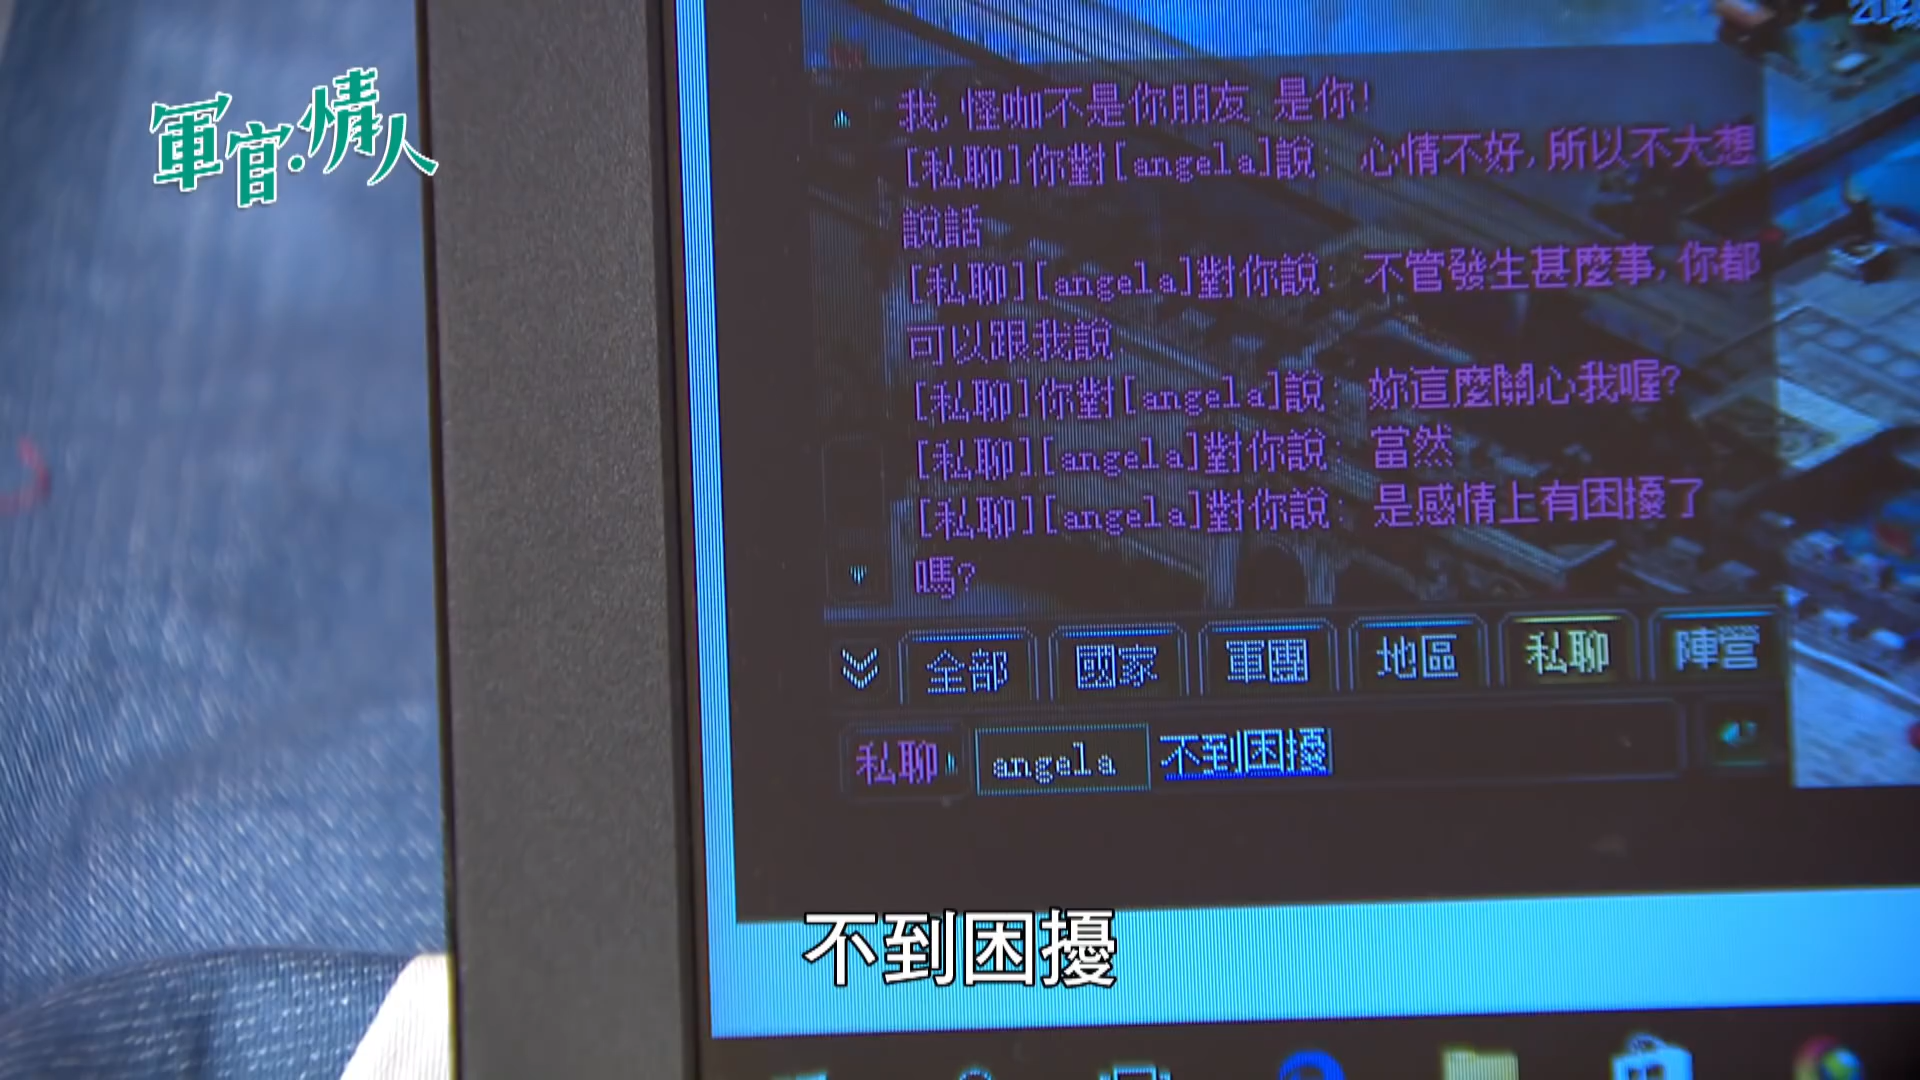 軍官·情人
我, 怪咖不是你朋友 是你!
[私聊]你對[angela]說: 心情不好,所以不大想
說話
[私聊][angela]對你說: 不管發生甚麼事,你都
可以跟我說
[私聊]你對[angela]說: 妳這麼關心我喔?
[私聊][angela]對你說: 當然
[私聊][angela]對你說: 是感情上有困擾了
嗎?
全部 國家 軍團 地區 私聊 陣營
私聊 angela 不到困擾
不到困擾